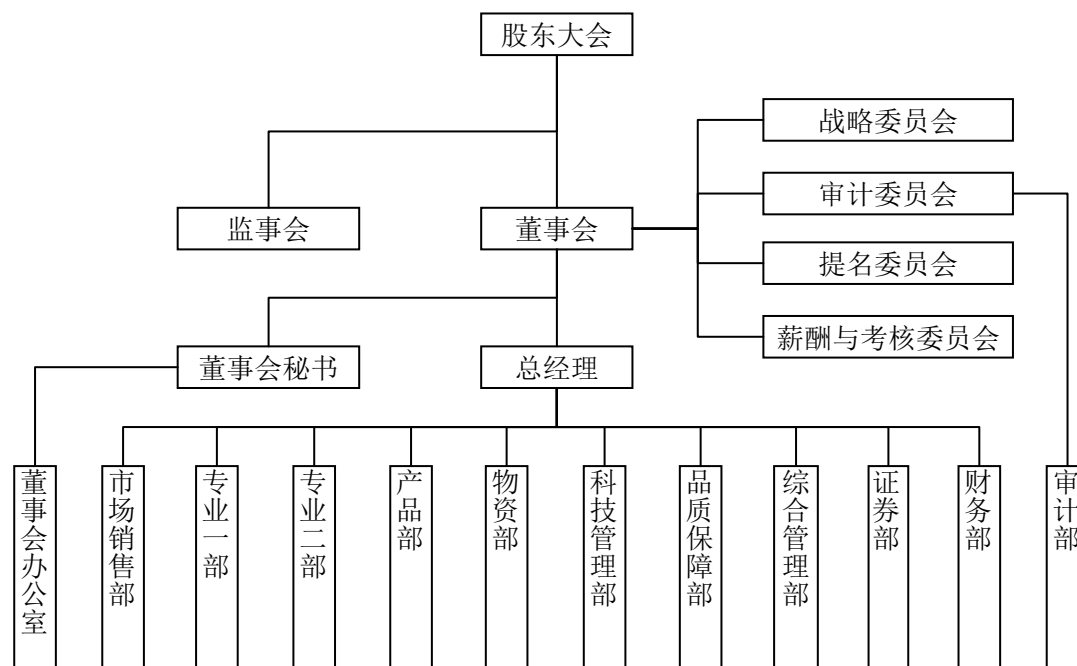 股东大会
战略委员会
审计委员会
监事会
董事会
提名委员会
薪酬与考核委员会
董事会秘书
总经理
董事会办公室
市场销售部
专业一部
专业二部
产品部
物资部
科技管理部
品质保障部
综合管理部
证券部
财务部
审计部